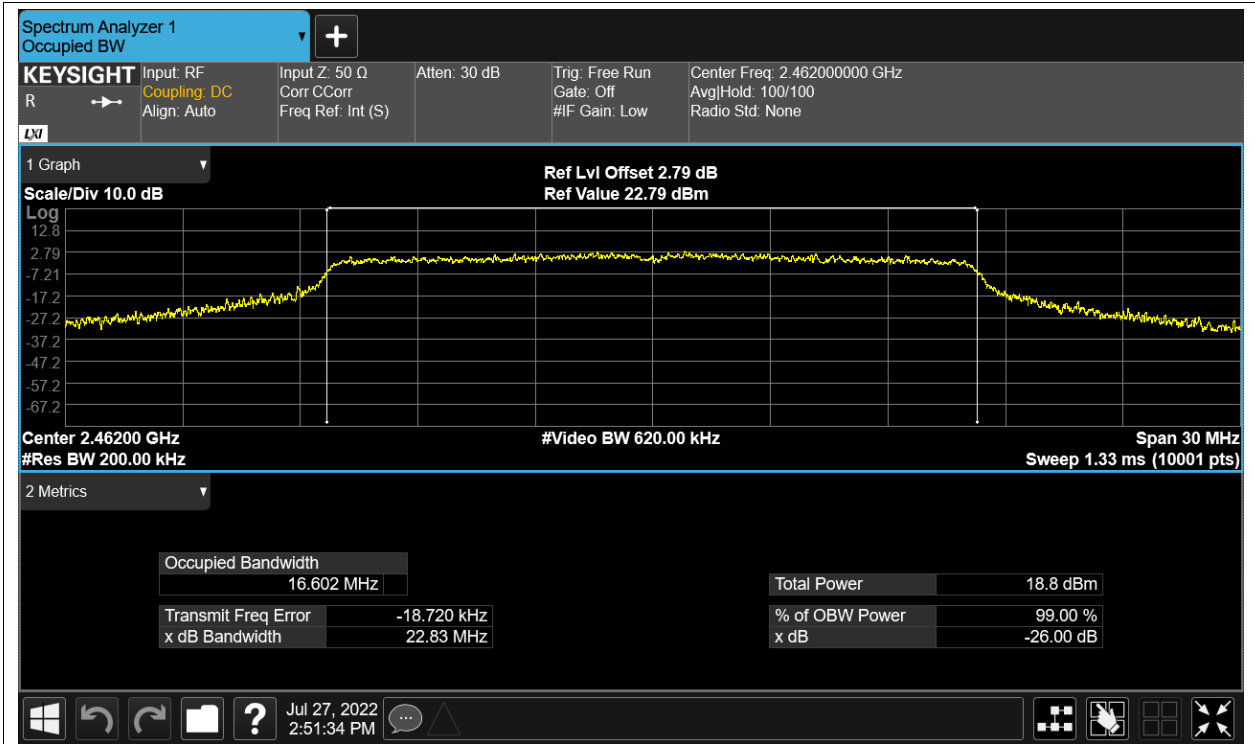 Spectrum Analyzer 1
Occupied BW
+
KEYSIGHT
R
LXI
Input: RF
Coupling: DC
Align: Auto
Input Z: 50 Ω
Corr CCorr
Freq Ref: Int (S)
Atten: 30 dB
Trig: Free Run
Gate: Off
#IF Gain: Low
Center Freq: 2.462000000 GHz
Avg|Hold: 100/100
Radio Std: None
1 Graph
Scale/Div 10.0 dB
Ref Lvl Offset 2.79 dB
Ref Value 22.79 dBm
Log
12.8
2.79
-7.21
-17.2
-27.2
-37.2
-47.2
-57.2
-67.2
Center 2.46200 GHz
#Video BW 620.00 kHz
Span 30 MHz
#Res BW 200.00 kHz
Sweep 1.33 ms (10001 pts)
2 Metrics
Occupied Bandwidth
16.602 MHz
Transmit Freq Error -18.720 kHz
x dB Bandwidth 22.83 MHz
Total Power 18.8 dBm
% of OBW Power 99.00 %
x dB -26.00 dB
?
Jul 27, 2022
2:51:34 PM